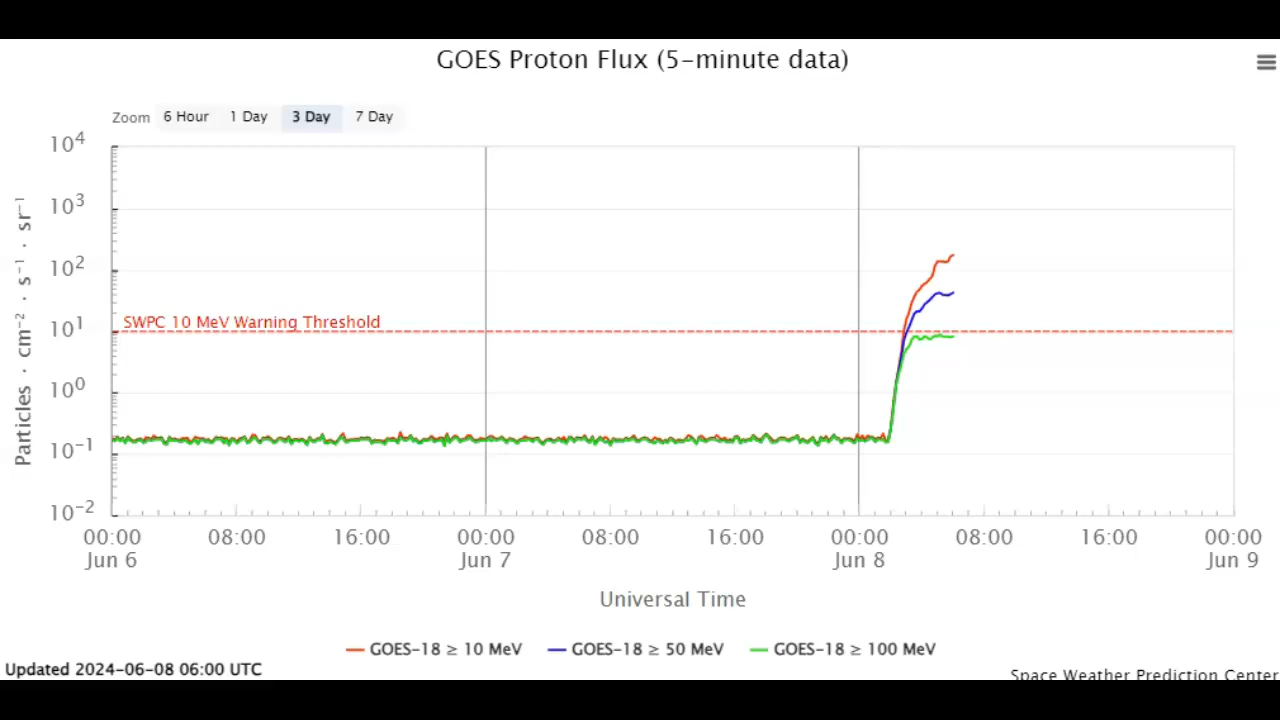 GOES Proton Flux (5-minute data)
Zoom 6 Hour 1 Day 3 Day 7 Day
10⁴
10³
10²
10¹
10⁰
10⁻¹
10⁻²
Particles · cm⁻² · s⁻¹ · sr⁻¹
SWPC 10 MeV Warning Threshold
00:00 08:00 16:00 00:00 08:00 16:00 00:00 08:00 16:00 00:00
Jun 6 Jun 7 Jun 8 Jun 9
Universal Time
GOES-18 ≥ 10 MeV GOES-18 ≥ 50 MeV GOES-18 ≥ 100 MeV
Updated 2024-06-08 06:00 UTC
Space Weather Prediction Center